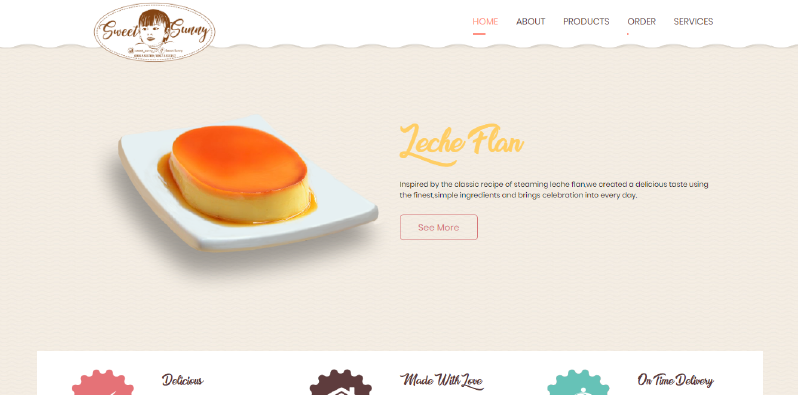 Sweet Sunny
HOME ABOUT PRODUCTS ORDER SERVICES
Leche Flan
Inspired by the classic recipe of steaming leche flan,we created a delicious taste using
the finest,simple ingredients and brings celebration into every day.
See More
Delicious Made With Love On Time Delivery